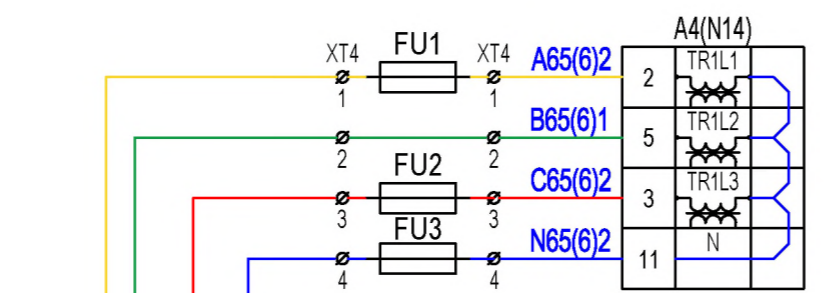 A4(N14)
XT4 FU1 XT4 A65(6)2 TR1L1
1 1 2
B65(6)1 TR1L2
2 2 5
FU2 C65(6)2 TR1L3
3 3 3
FU3 N65(6)2 N
4 4 11